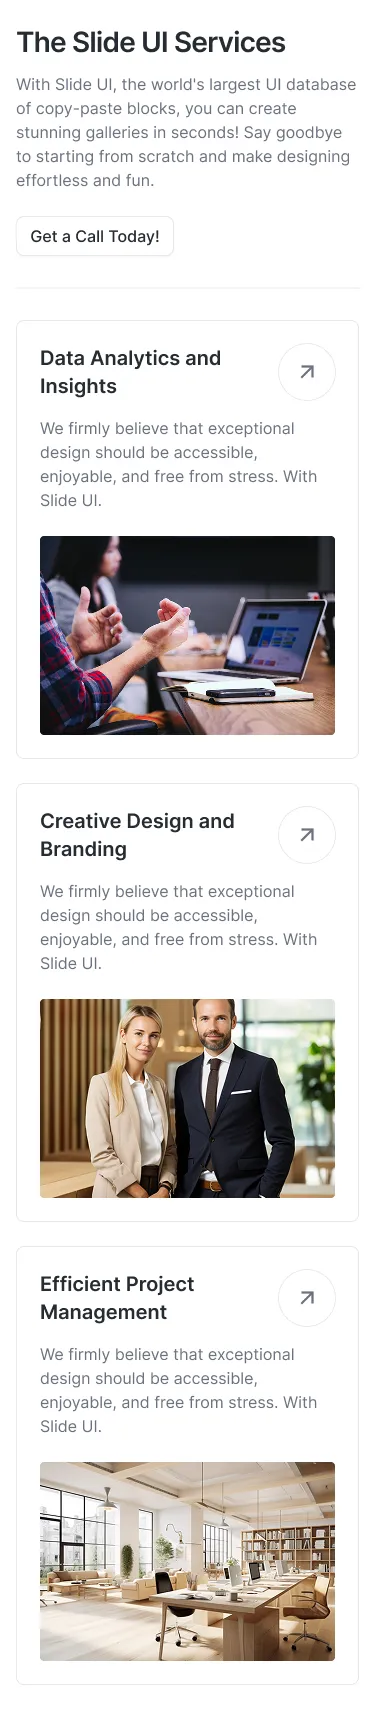 The Slide UI Services
With Slide UI, the world's largest UI database
of copy-paste blocks, you can create
stunning galleries in seconds! Say goodbye
to starting from scratch and make designing
effortless and fun.
Get a Call Today!
Data Analytics and
Insights
We firmly believe that exceptional
design should be accessible,
enjoyable, and free from stress. With
Slide UI.
Creative Design and
Branding
We firmly believe that exceptional
design should be accessible,
enjoyable, and free from stress. With
Slide UI.
Efficient Project
Management
We firmly believe that exceptional
design should be accessible,
enjoyable, and free from stress. With
Slide UI.